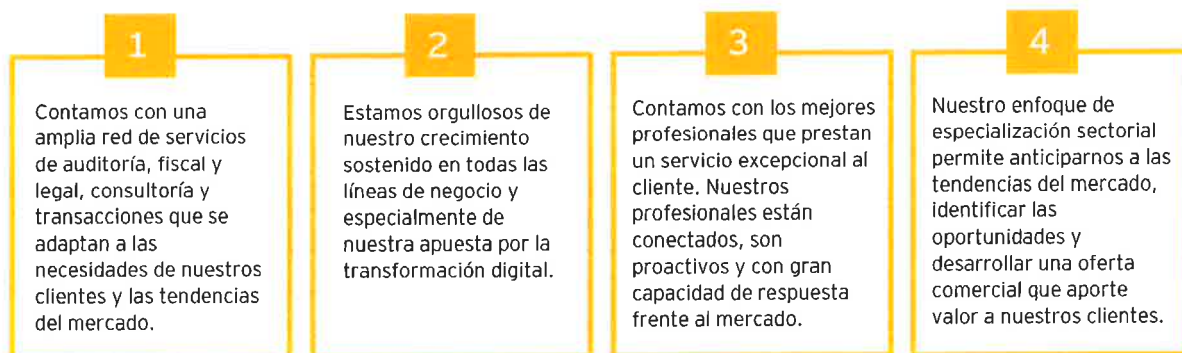 1
Contamos con una
amplia red de servicios
de auditoría, fiscal y
legal, consultoría y
transacciones que se
adaptan a las
necesidades de nuestros
clientes y las tendencias
del mercado.
2
Estamos orgullosos de
nuestro crecimiento
sostenido en todas las
líneas de negocio y
especialmente de
nuestra apuesta por la
transformación digital.
3
Contamos con los mejores
profesionales que prestan
un servicio excepcional al
cliente. Nuestros
profesionales están
conectados, son
proactivos y con gran
capacidad de respuesta
frente al mercado.
4
Nuestro enfoque de
especialización sectorial
permite anticiparnos a las
tendencias del mercado,
identificar las
oportunidades y
desarrollar una oferta
comercial que aporte
valor a nuestros clientes.